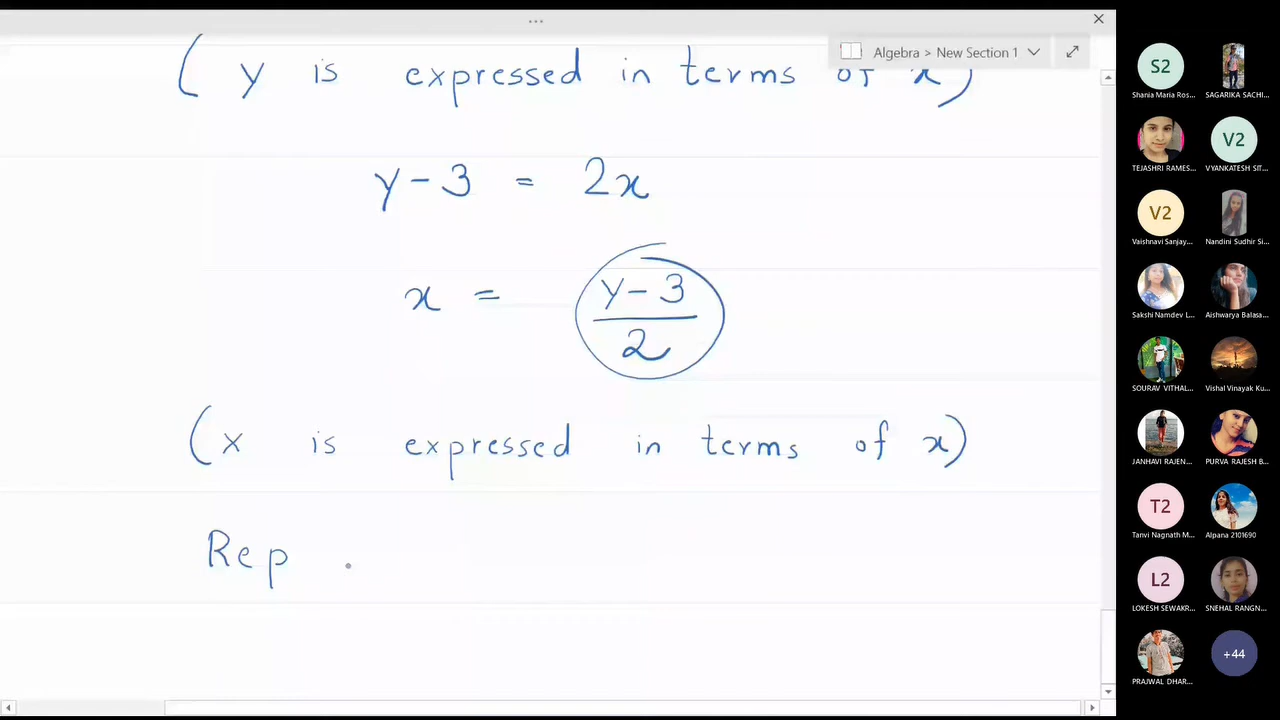 Algebra > New Section 1
( y is expressed in terms of x )
y - 3 = 2x
x = (y - 3)/2
( x is expressed in terms of x )
Rep
S2
Shania Maria Ros...
SAGARIKA SACHI...
TEJASHRI RAMES...
V2
VYANKATESH SIT...
V2
Vaishnavi Sanjay...
Nandini Sudhir Si...
Sakshi Namdev L...
Aishwarya Balasa...
SOURAV VITHAL...
Vishal Vinayak Ku...
JANHAVI RAJEN...
PURVA RAJESH B...
T2
Tanvi Nagnath M...
Alpana 2101690
L2
LOKESH SEWAKR...
SNEHAL RANGN...
PRAJWAL DHAR...
+44